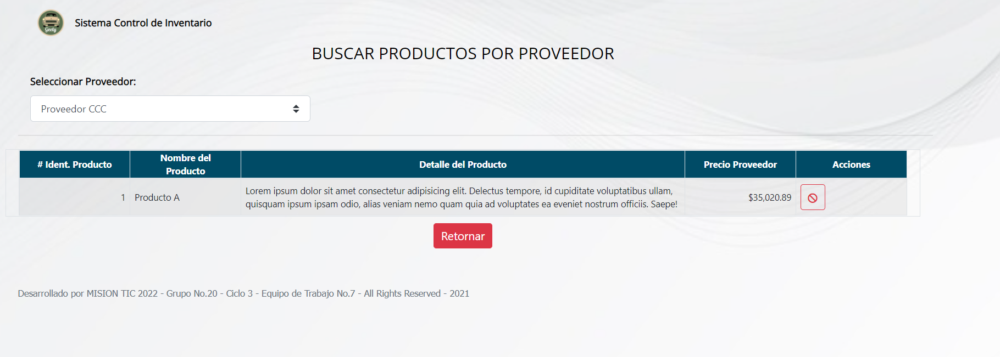 Geely
Sistema Control de Inventario
BUSCAR PRODUCTOS POR PROVEEDOR
Seleccionar Proveedor:
Proveedor CCC
# Ident. Producto
Nombre del
Producto
Detalle del Producto
Precio Proveedor
Acciones
1
Producto A
Lorem ipsum dolor sit amet consectetur adipisicing elit. Delectus tempore, id cupiditate voluptatibus ullam,
quisquam ipsum ipsam odio, alias veniam nemo quam quia ad voluptates ea eveniet nostrum officiis. Saepe!
$35,020.89
Retornar
Desarrollado por MISION TIC 2022 - Grupo No.20 - Ciclo 3 - Equipo de Trabajo No.7 - All Rights Reserved - 2021